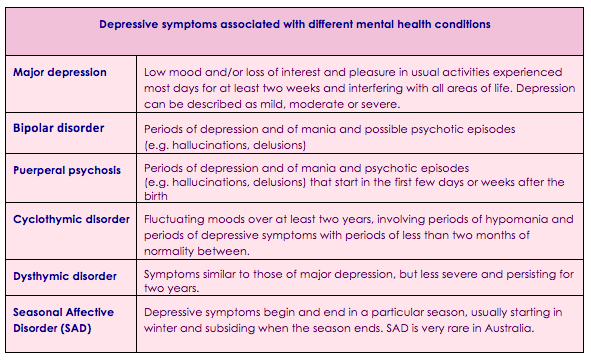 Depressive symptoms associated with different mental health conditions
Major depression
Low mood and/or loss of interest and pleasure in usual activities experienced
most days for at least two weeks and interfering with all areas of life. Depression
can be described as mild, moderate or severe.
Bipolar disorder
Periods of depression and of mania and possible psychotic episodes
(e.g. hallucinations, delusions)
Puerperal psychosis
Periods of depression and of mania and psychotic episodes
(e.g. hallucinations, delusions) that start in the first few days or weeks after the
birth
Cyclothymic disorder
Fluctuating moods over at least two years, involving periods of hypomania and
periods of depressive symptoms with periods of less than two months of
normality between.
Dysthymic disorder
Symptoms similar to those of major depression, but less severe and persisting for
two years.
Seasonal Affective
Disorder (SAD)
Depressive symptoms begin and end in a particular season, usually starting in
winter and subsiding when the season ends. SAD is very rare in Australia.